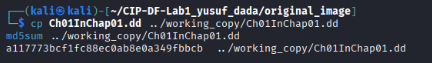 ┌──(kali㉿kali)-[~/CIP-DF-Lab1_yusuf_dada/original_image]
└─$ cp Ch01InChap01.dd ../working_copy/Ch01InChap01.dd
md5sum ../working_copy/Ch01InChap01.dd
a117773bcf1fc88ec0ab8e0a349fbbcb  ../working_copy/Ch01InChap01.dd